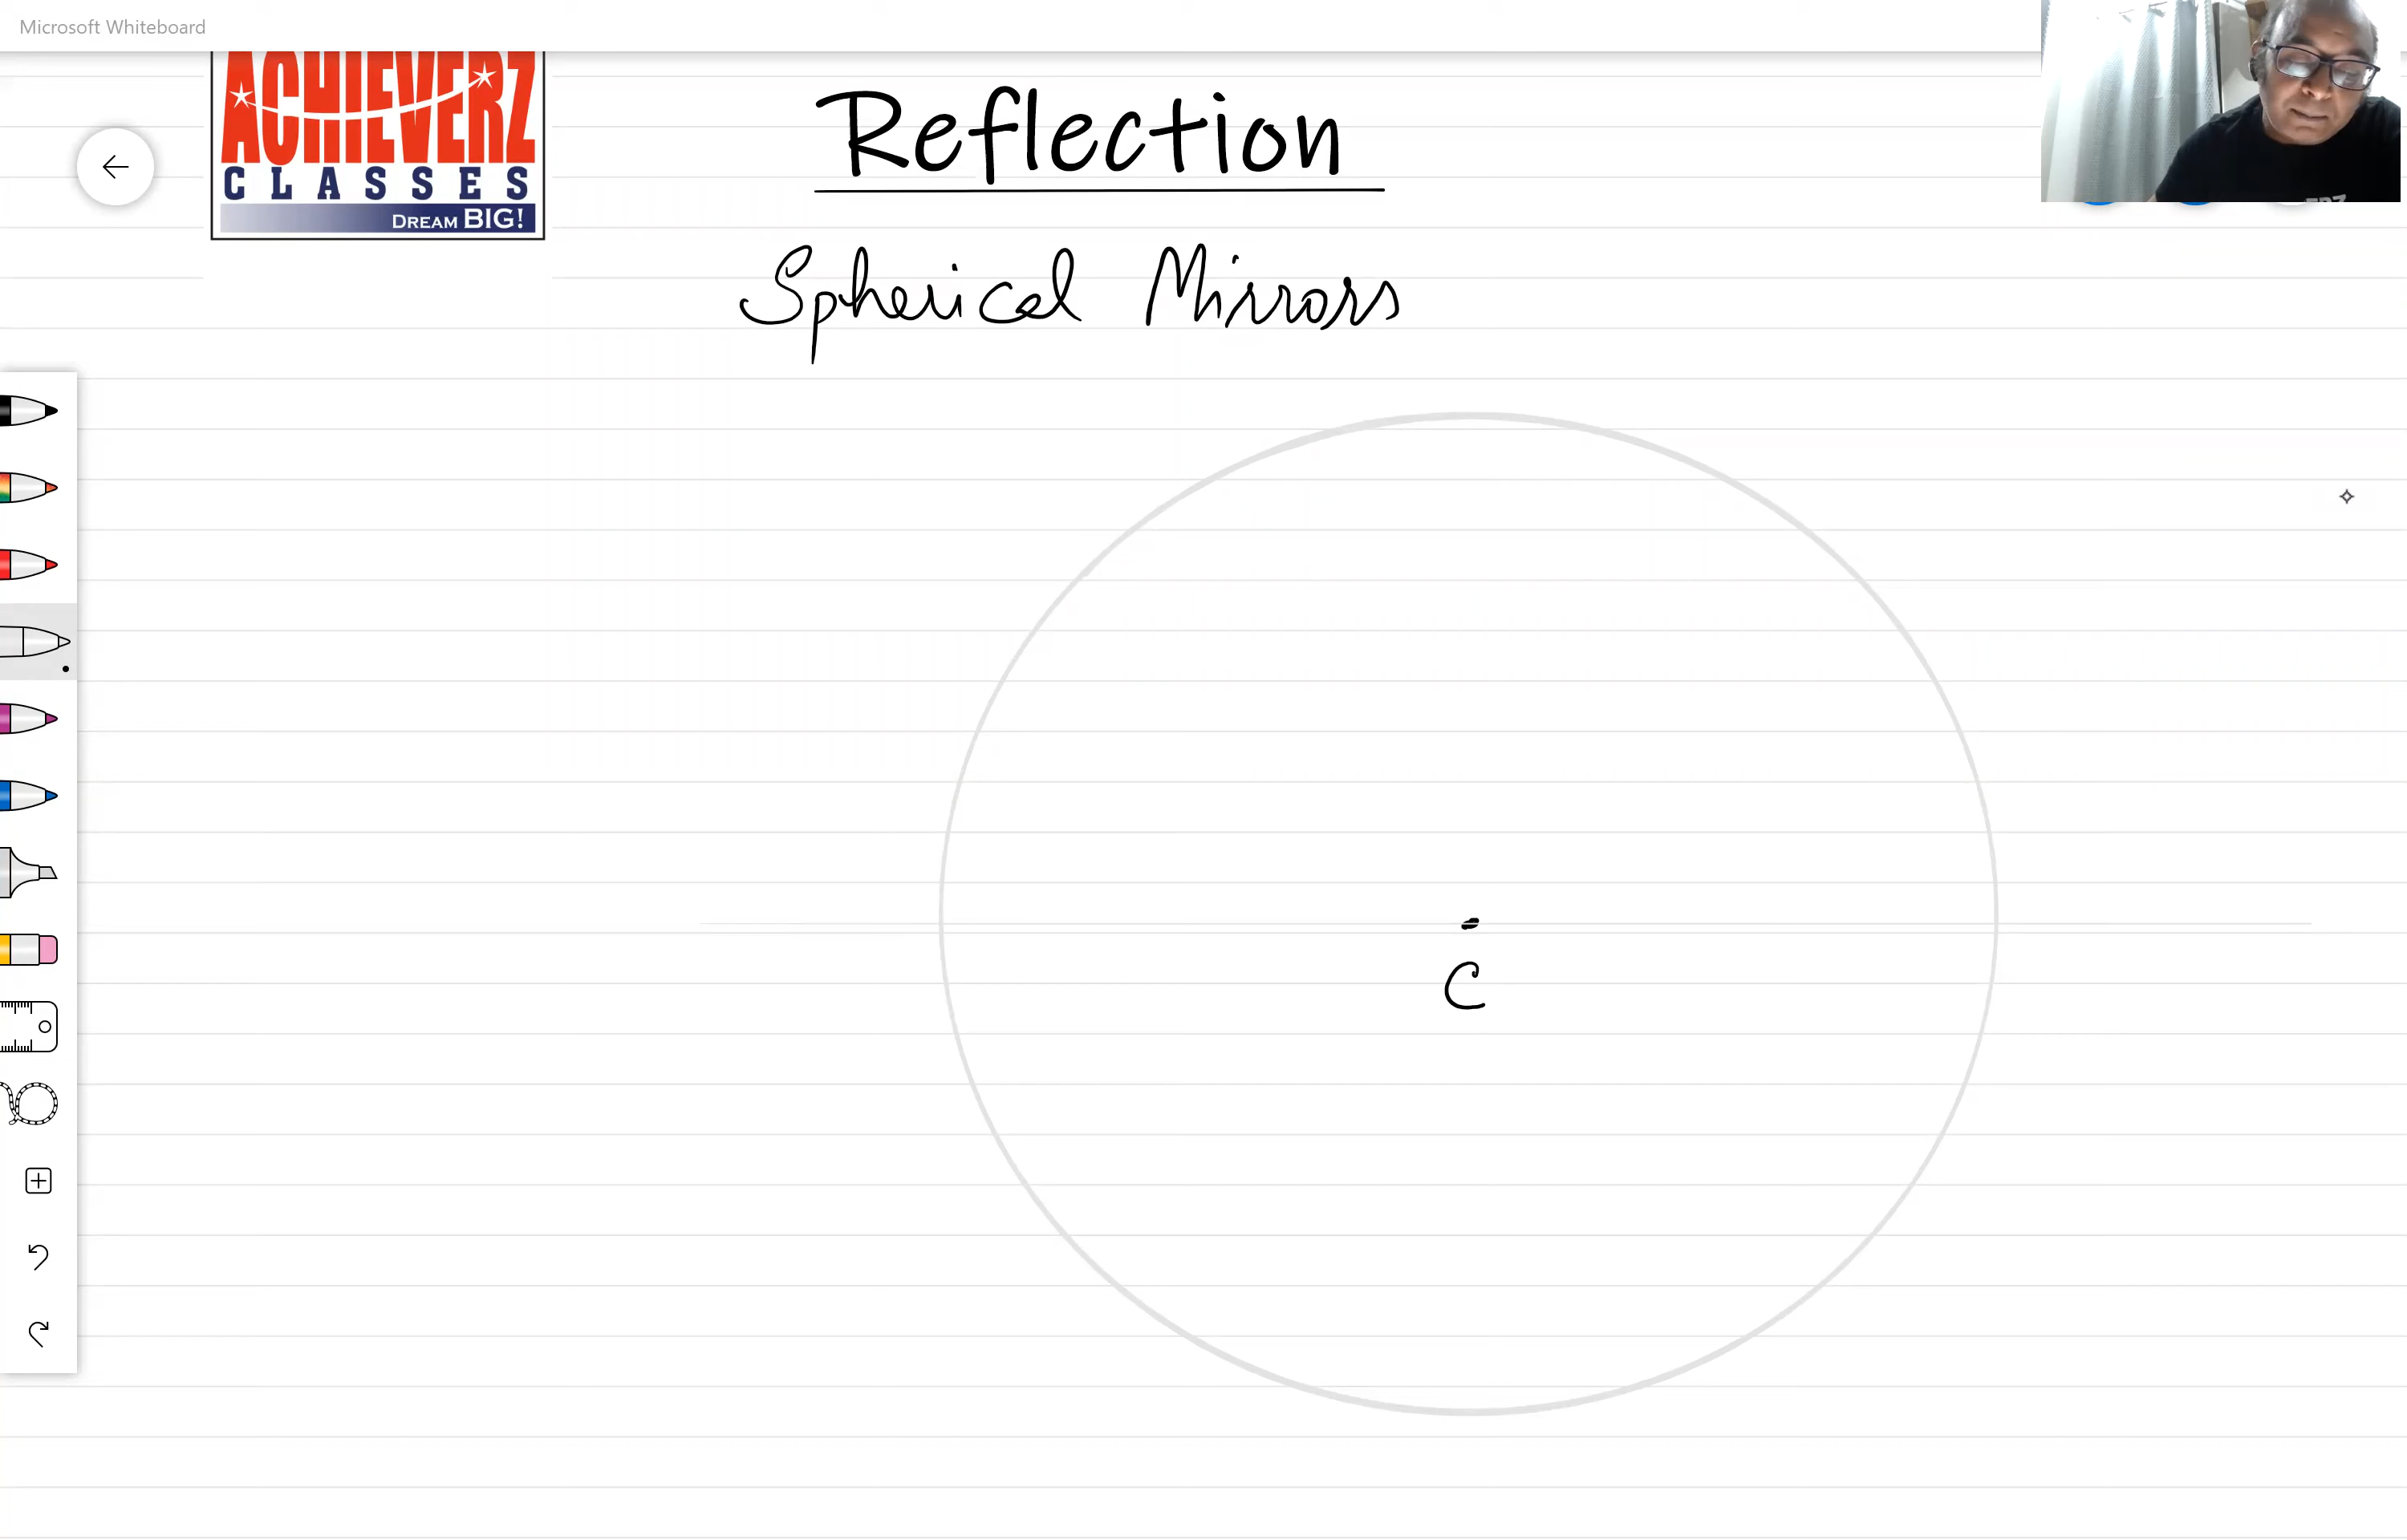 Microsoft Whiteboard
ACHIEVERZ
CLASSES
DREAM BIG!
Reflection
Spherical Mirrors
C